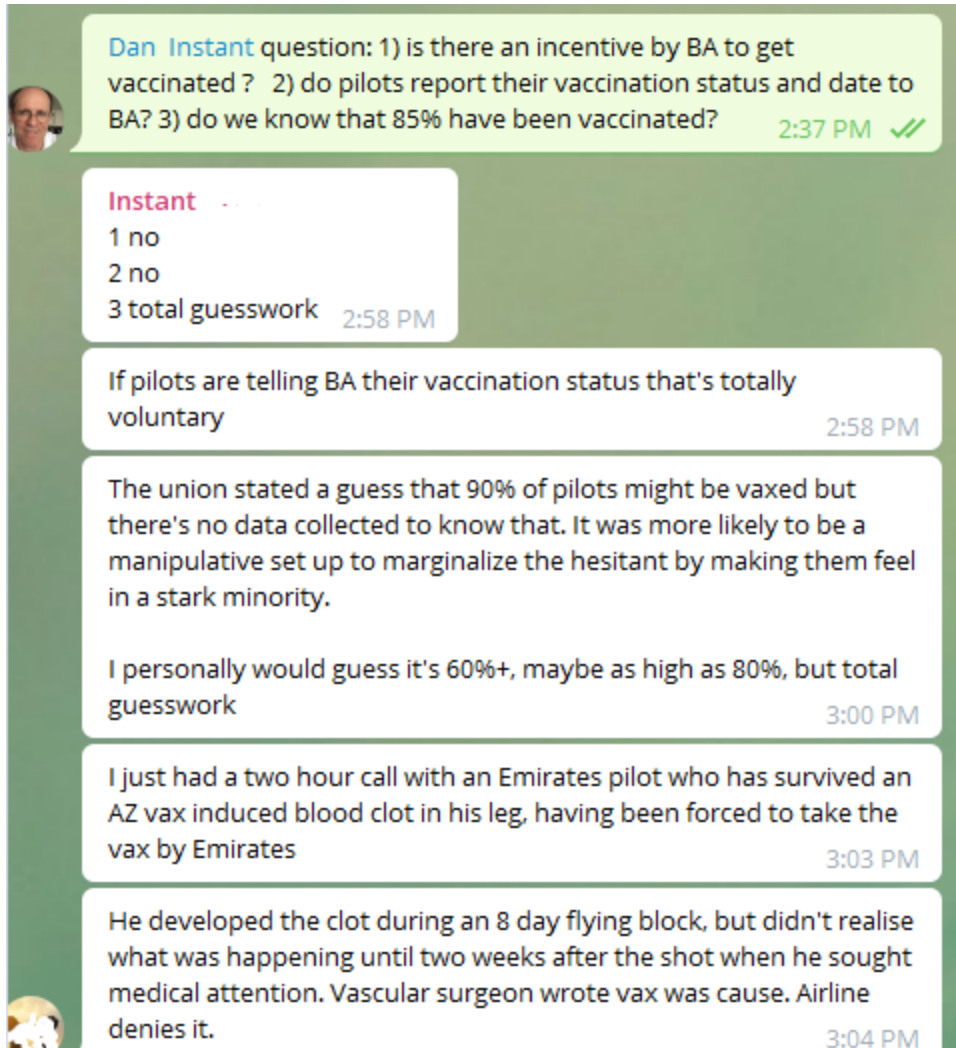 Dan Instant question: 1) is there an incentive by BA to get
vaccinated ? 2) do pilots report their vaccination status and date to
BA? 3) do we know that 85% have been vaccinated?
2:37 PM
Instant
1 no
2 no
3 total guesswork
2:58 PM
If pilots are telling BA their vaccination status that's totally
voluntary
2:58 PM
The union stated a guess that 90% of pilots might be vaxed but
there's no data collected to know that. It was more likely to be a
manipulative set up to marginalize the hesitant by making them feel
in a stark minority.
I personally would guess it's 60%+, maybe as high as 80%, but total
guesswork
3:00 PM
I just had a two hour call with an Emirates pilot who has survived an
AZ vax induced blood clot in his leg, having been forced to take the
vax by Emirates
3:03 PM
He developed the clot during an 8 day flying block, but didn't realise
what was happening until two weeks after the shot when he sought
medical attention. Vascular surgeon wrote vax was cause. Airline
denies it.
3:04 PM